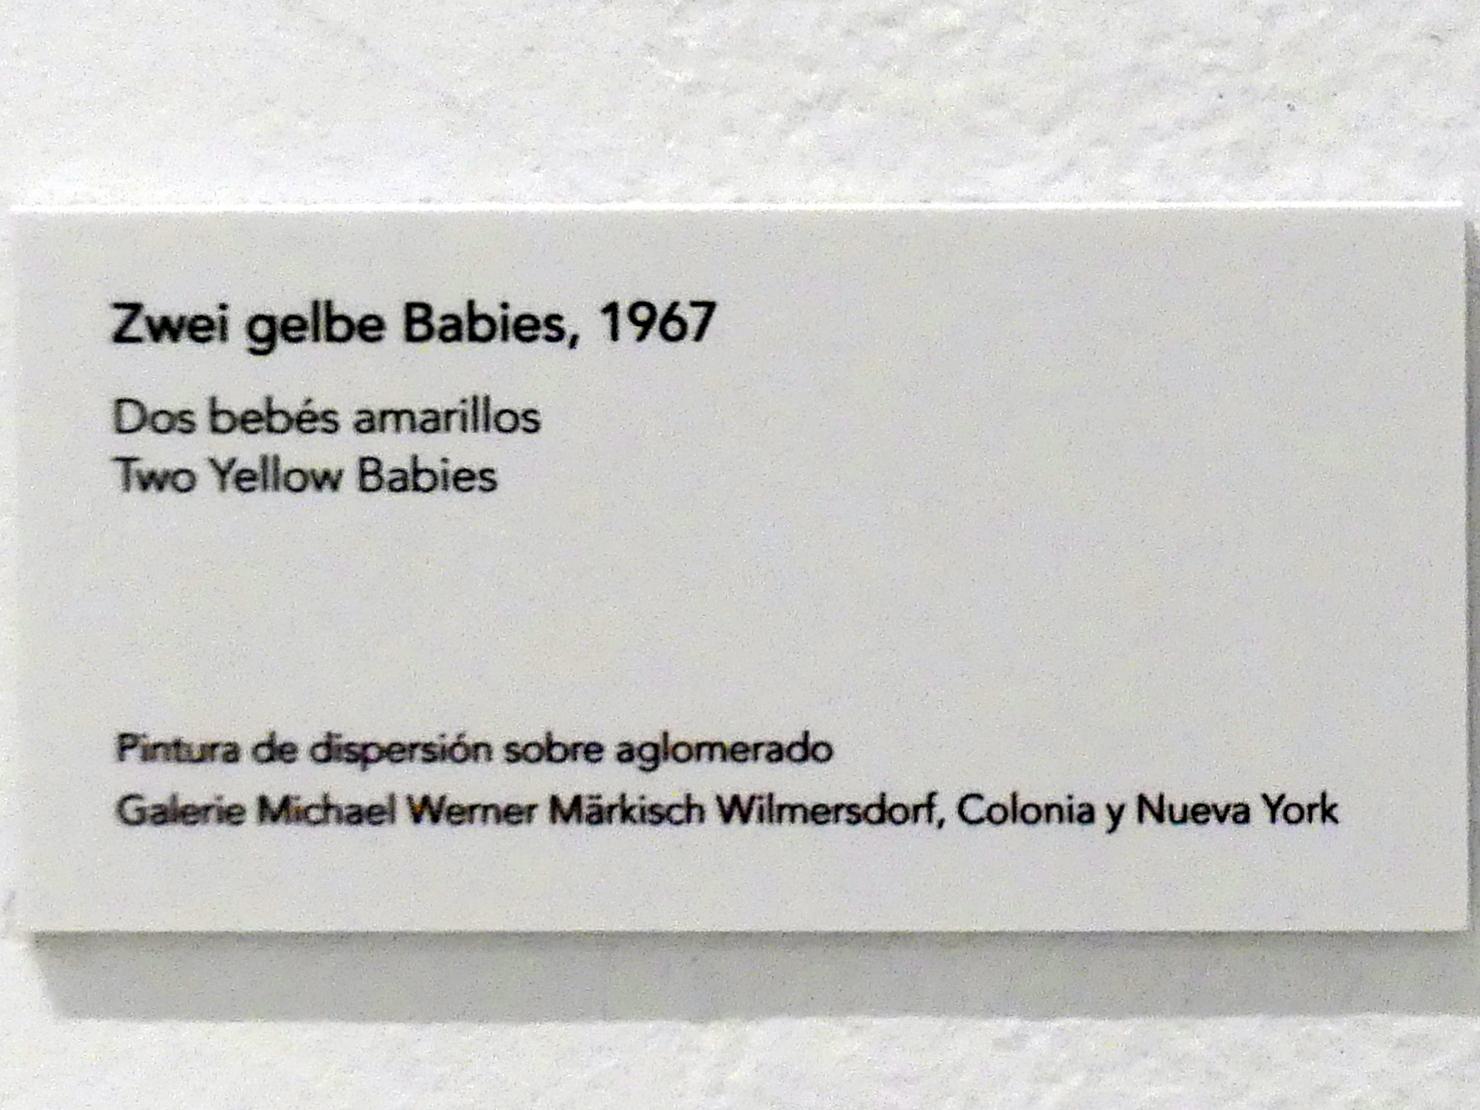 Zwei gelbe Babies, 1967
Dos bebés amarillos
Two Yellow Babies
Pintura de dispersión sobre aglomerado
Galerie Michael Werner Märkisch Wilmersdorf, Colonia y Nueva York